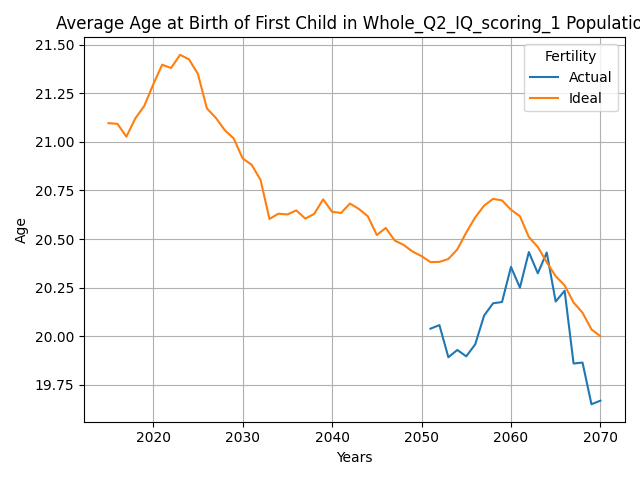 Average Age at Birth of First Child in Whole_Q2_IQ_scoring_1 Populatio
21.50
21.25
21.00
20.75
20.50
20.25
20.00
19.75
Age
Fertility
Actual
Ideal
2020 2030 2040 2050 2060 2070
Years